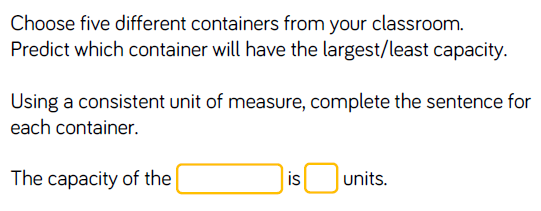 Choose five different containers from your classroom.
Predict which container will have the largest/least capacity.
Using a consistent unit of measure, complete the sentence for
each container.
The capacity of the is units.